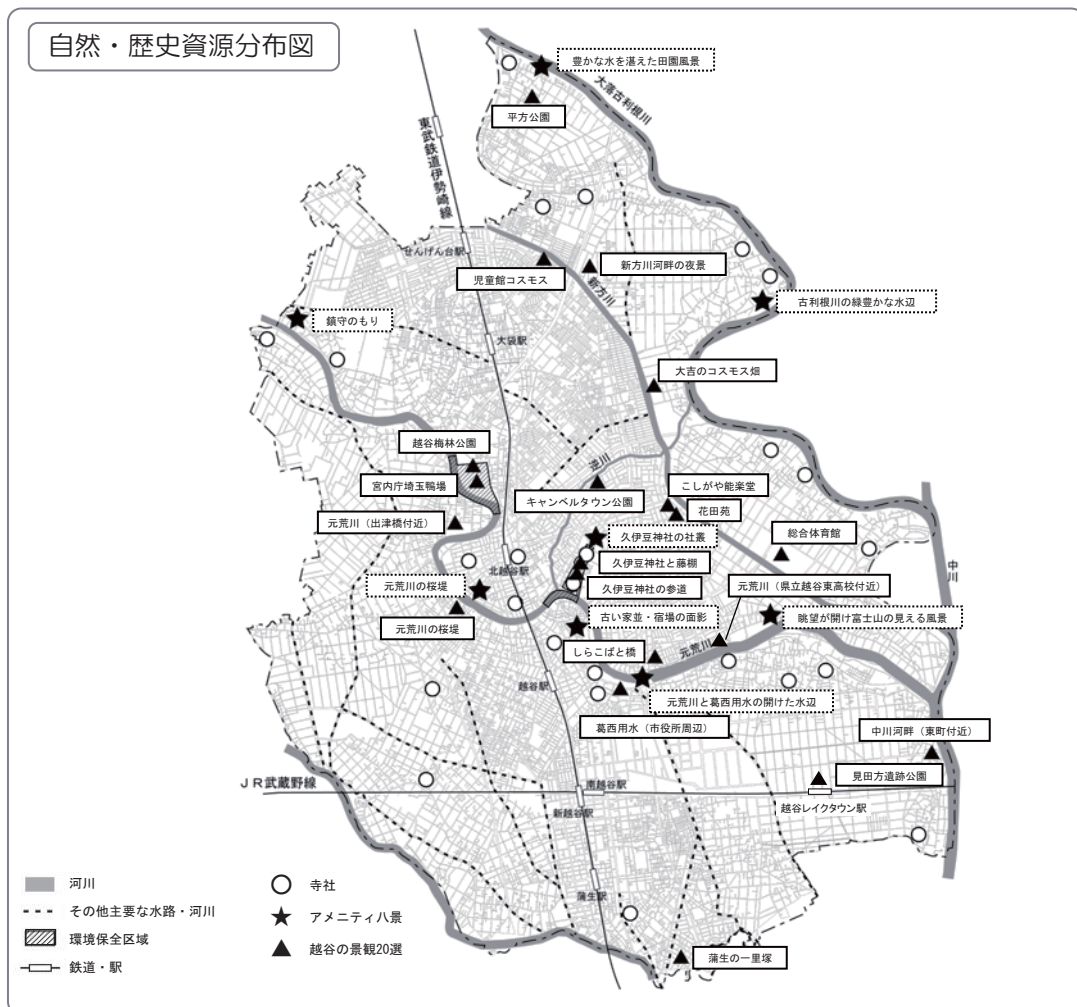 自然・歴史資源分布図
豊かな水を湛えた田園風景
大落古利根川
平方公園
東武鉄道伊勢崎線
せんげん台駅
児童館コスモス
新方川河畔の夜景
新方川
古利根川の緑豊かな水辺
鎮守のもり
大袋駅
大吉のコスモス畑
越谷梅林公園
逆川
宮内庁埼玉鴨場
キャンベルタウン公園
こしがや能楽堂
花田苑
元荒川(出津橋付近)
久伊豆神社の社叢
総合体育館
中川
北越谷駅
久伊豆神社と藤棚
元荒川の桜堤
久伊豆神社の参道
元荒川(県立越谷東高校付近)
元荒川の桜堤
古い家並・宿場の面影
眺望が開け富士山の見える風景
しらこばと橋
元荒川
越谷駅
元荒川と葛西用水の開けた水辺
葛西用水(市役所周辺)
中川河畔(東町付近)
見田方遺跡公園
JR武蔵野線
南越谷駅
越谷レイクタウン駅
新越谷駅
蒲生駅
蒲生の一里塚
河川
その他主要な水路・河川
環境保全区域
鉄道・駅
寺社
アメニティ八景
越谷の景観20選